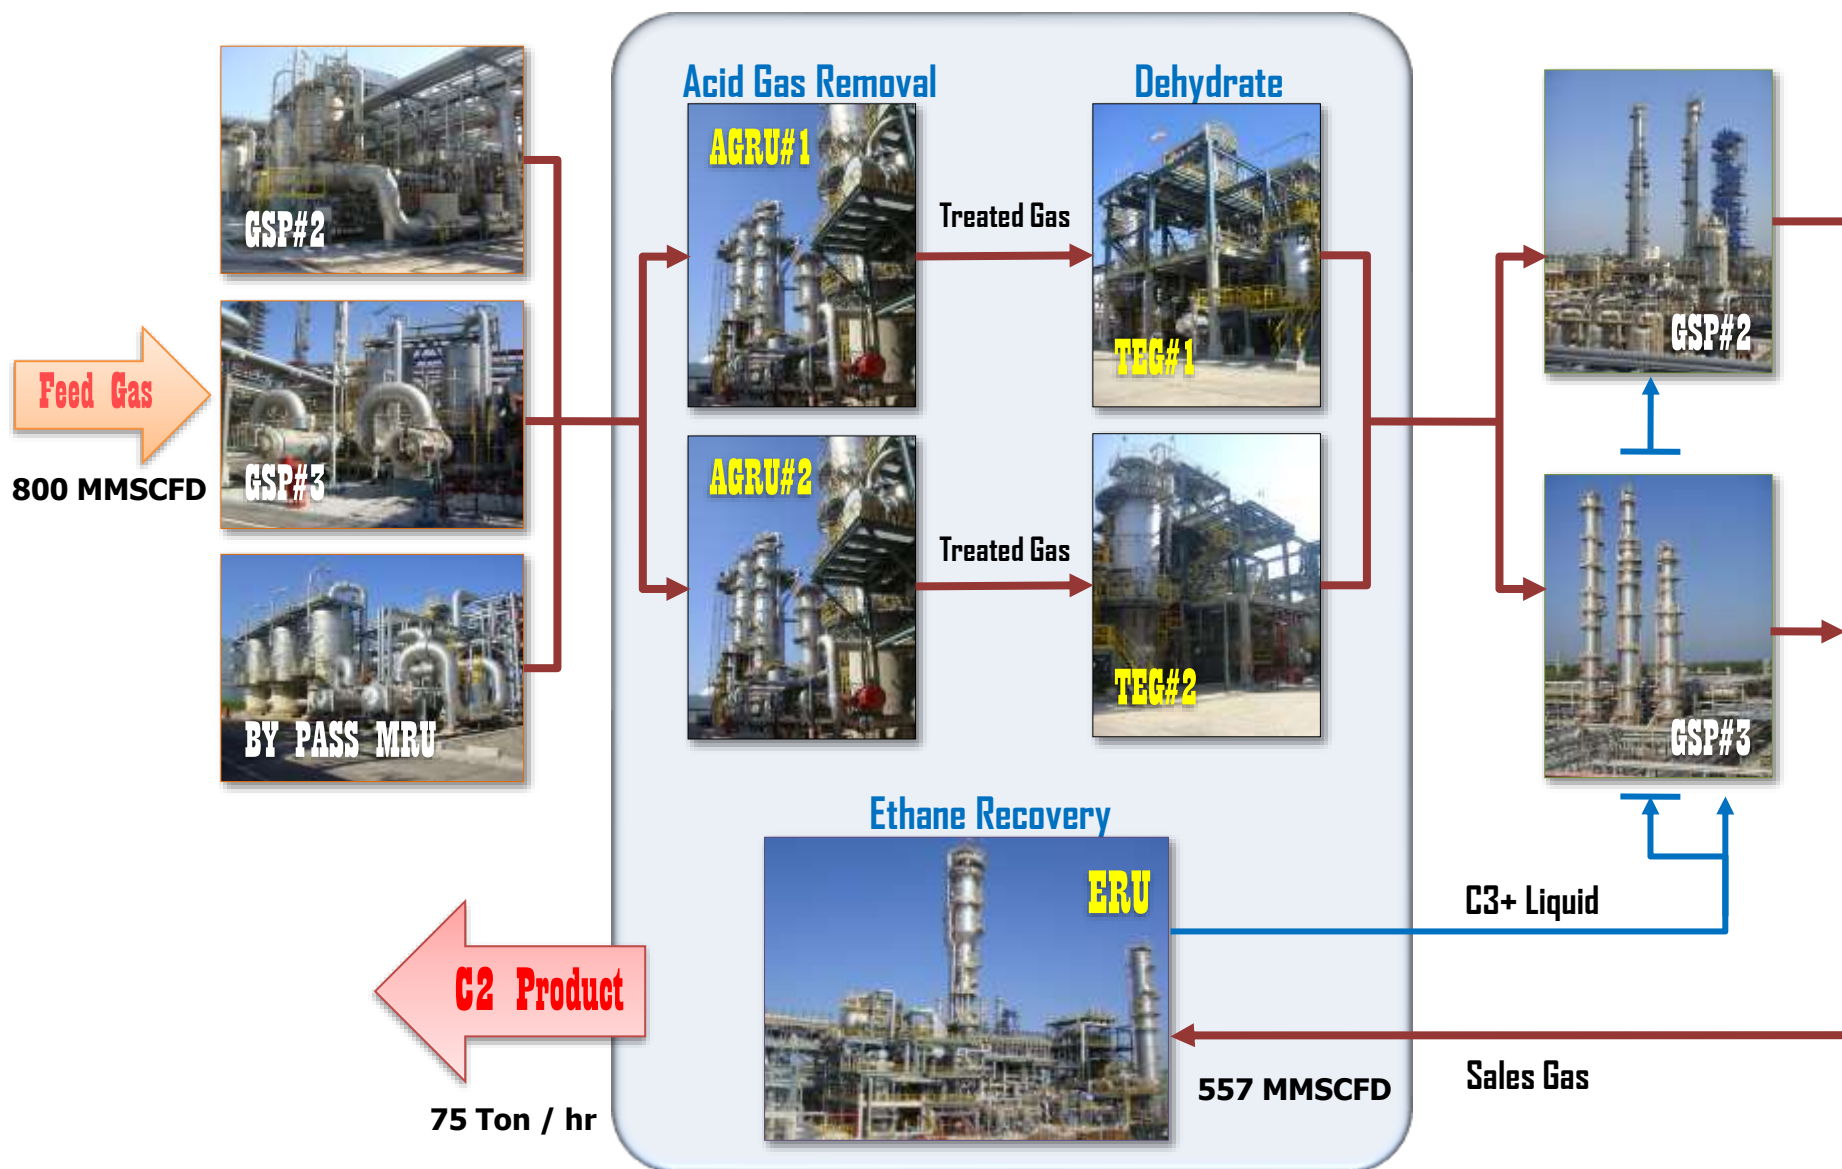 Feed Gas
800 MMSCFD
GSP#2
GSP#3
BY PASS MRU
Acid Gas Removal
AGRU#1
AGRU#2
Treated Gas
Treated Gas
Dehydrate
TEG#1
TEG#2
GSP#2
GSP#3
Ethane Recovery
ERU
C3+ Liquid
Sales Gas
557 MMSCFD
C2 Product
75 Ton / hr